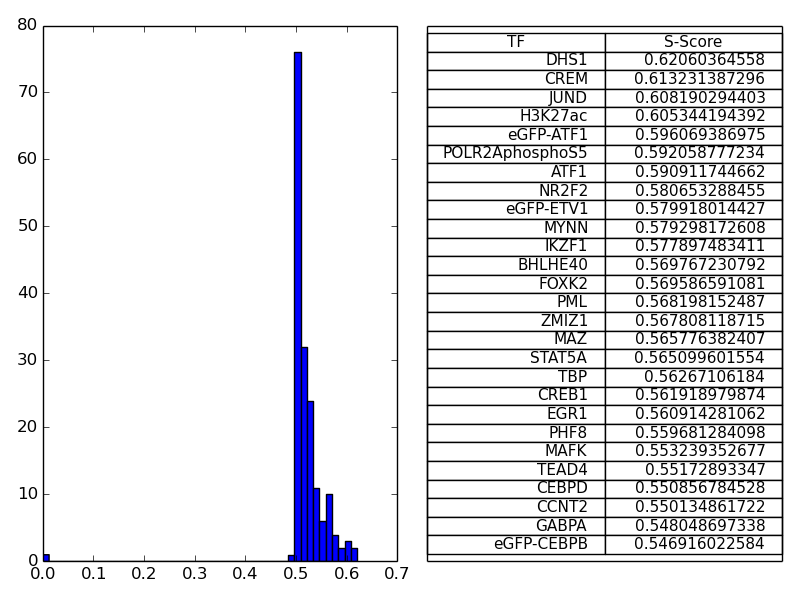 80
70
60
50
40
30
20
10
0
0.0 0.1 0.2 0.3 0.4 0.5 0.6 0.7
TF S-Score
DHS1 0.62060364558
CREM 0.613231387296
JUND 0.608190294403
H3K27ac 0.605344194392
eGFP-ATF1 0.596069386975
POLR2AphosphoS5 0.592058777234
ATF1 0.590911744662
NR2F2 0.580653288455
eGFP-ETV1 0.579918014427
MYNN 0.579298172608
IKZF1 0.577897483411
BHLHE40 0.569767230792
FOXK2 0.569586591081
PML 0.568198152487
ZMIZ1 0.567808118715
MAZ 0.565776382407
STAT5A 0.565099601554
TBP 0.56267106184
CREB1 0.561918979874
EGR1 0.560914281062
PHF8 0.559681284098
MAFK 0.553239352677
TEAD4 0.55172893347
CEBPD 0.550856784528
CCNT2 0.550134861722
GABPA 0.548048697338
eGFP-CEBPB 0.546916022584